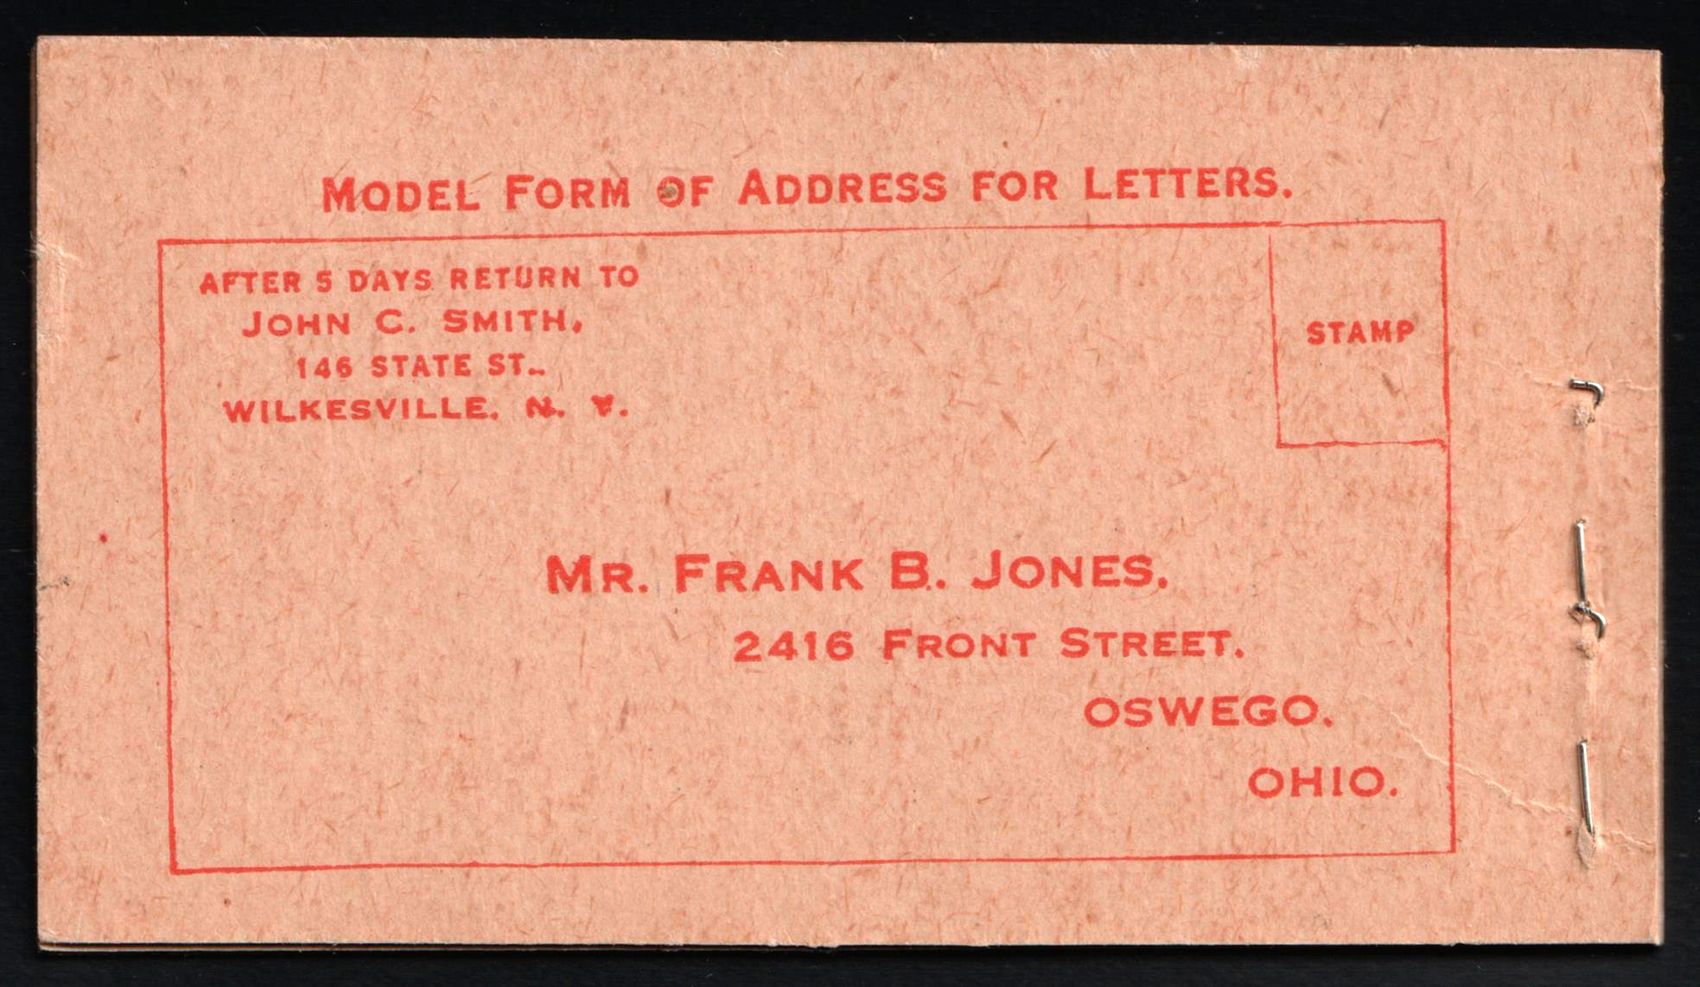 MODEL FORM OF ADDRESS FOR LETTERS.
AFTER 5 DAYS RETURN TO
JOHN C. SMITH,
146 STATE ST.,
WILKESVILLE, N. Y.
STAMP
MR. FRANK B. JONES,
2416 FRONT STREET,
OSWEGO,
OHIO.